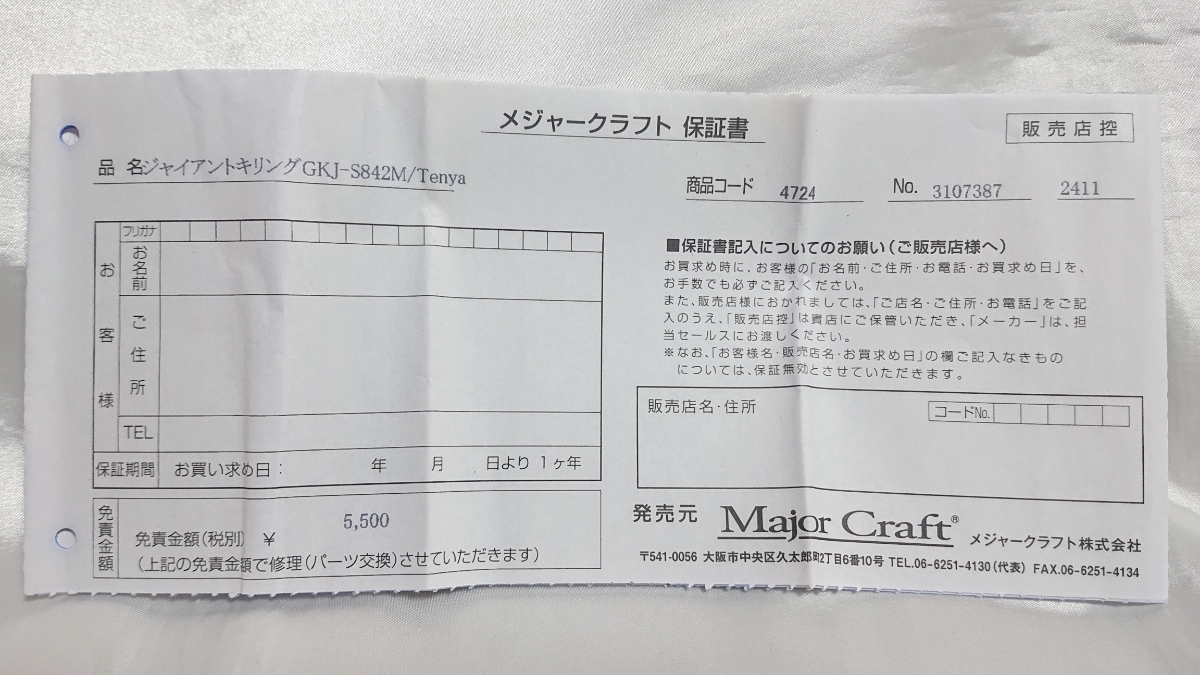 メジャークラフト 保証書
販売店控
品 名 ジャイアントキリングGKJ-S842M/Tenya
商品コード 4724 No. 3107387 2411
フリガナ
お名前
お客様
ご住所
TEL
保証期間 お買い求め日： 年 月 日より 1ヶ年
免責金額
5,500
免責金額(税別) ¥
(上記の免責金額で修理(パーツ交換)させていただきます)
■保証書記入についてのお願い(ご販売店様へ)
お買求め時に、お客様の「お名前・ご住所・お電話・お買求め日」を、
お手数でも必ずご記入ください。
また、販売店様におかれましては、「ご店名・ご住所・お電話」をご記
入のうえ、「販売店控」は貴店にご保管いただき、「メーカー」は、担
当セールスにお渡しください。
※なお、「お客様名・販売店名・お買求め日」の欄ご記入なきもの
については、保証無効とさせていただきます。
販売店名・住所 コードNo.
発売元 Major Craft® メジャークラフト株式会社
〒541-0056 大阪市中央区久太郎町2丁目6番10号 TEL.06-6251-4130(代表) FAX.06-6251-4134